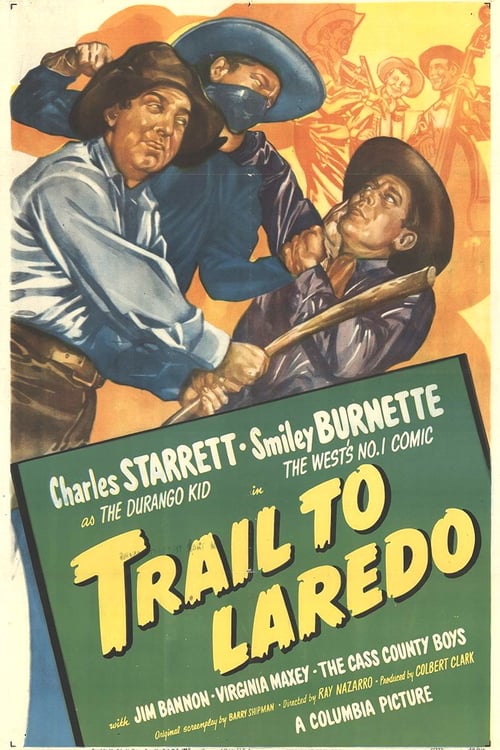 Charles STARRETT · Smiley BURNETTE
as THE DURANGO KID
THE WEST'S NO. 1 COMIC
in
TRAIL TO
LAREDO
with JIM BANNON - VIRGINIA MAXEY - THE CASS COUNTY BOYS
Original screenplay by BARRY SHIPMAN - Directed by RAY NAZARRO - Produced by COLBERT CLARK
A COLUMBIA PICTURE